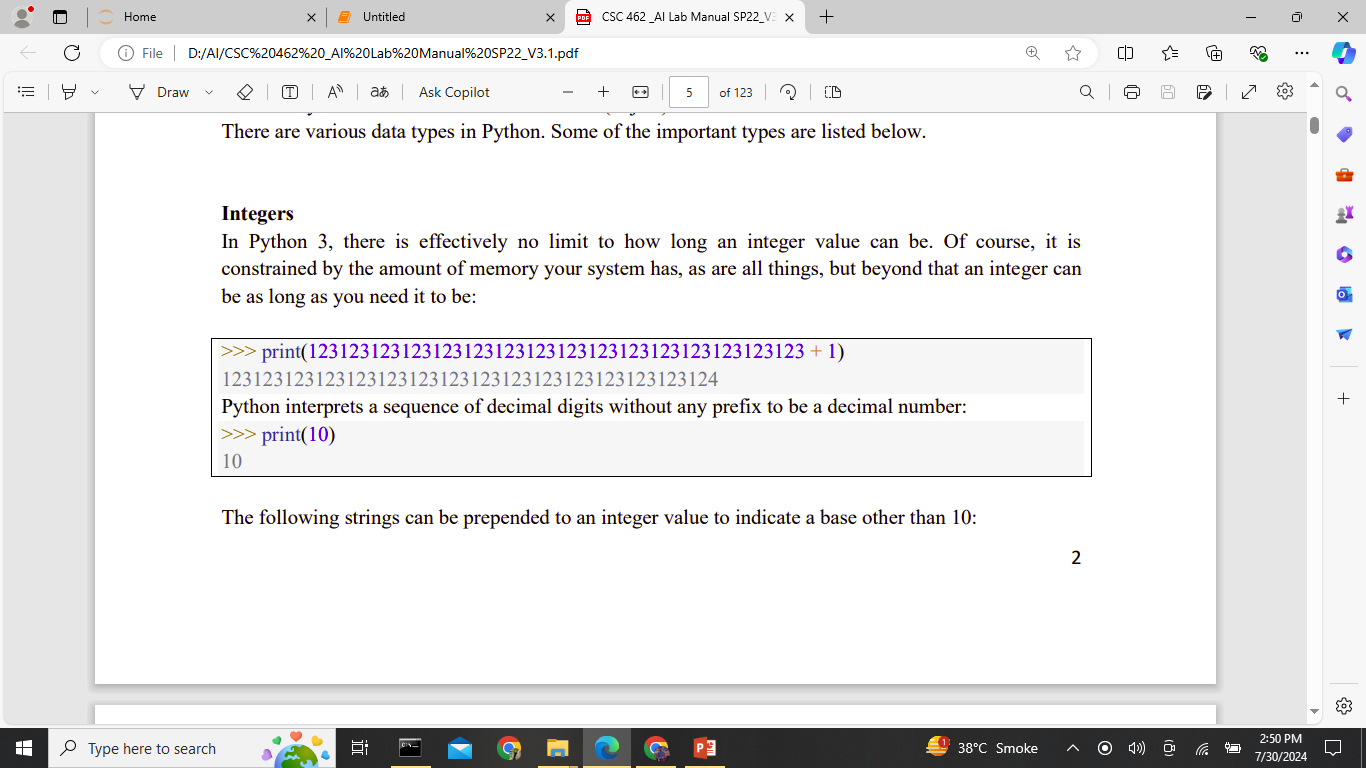 Home
Untitled
CSC 462 _AI Lab Manual SP22_V3
File
D:/AI/CSC%20462%20_AI%20Lab%20Manual%20SP22_V3.1.pdf
Draw
Ask Copilot
5 of 123
There are various data types in Python. Some of the important types are listed below.
Integers
In Python 3, there is effectively no limit to how long an integer value can be. Of course, it is
constrained by the amount of memory your system has, as are all things, but beyond that an integer can
be as long as you need it to be:
>>> print(123123123123123123123123123123123123123123123123 + 1)
123123123123123123123123123123123123123123123124
Python interprets a sequence of decimal digits without any prefix to be a decimal number:
>>> print(10)
10
The following strings can be prepended to an integer value to indicate a base other than 10:
2
Type here to search
38°C Smoke
2:50 PM
7/30/2024